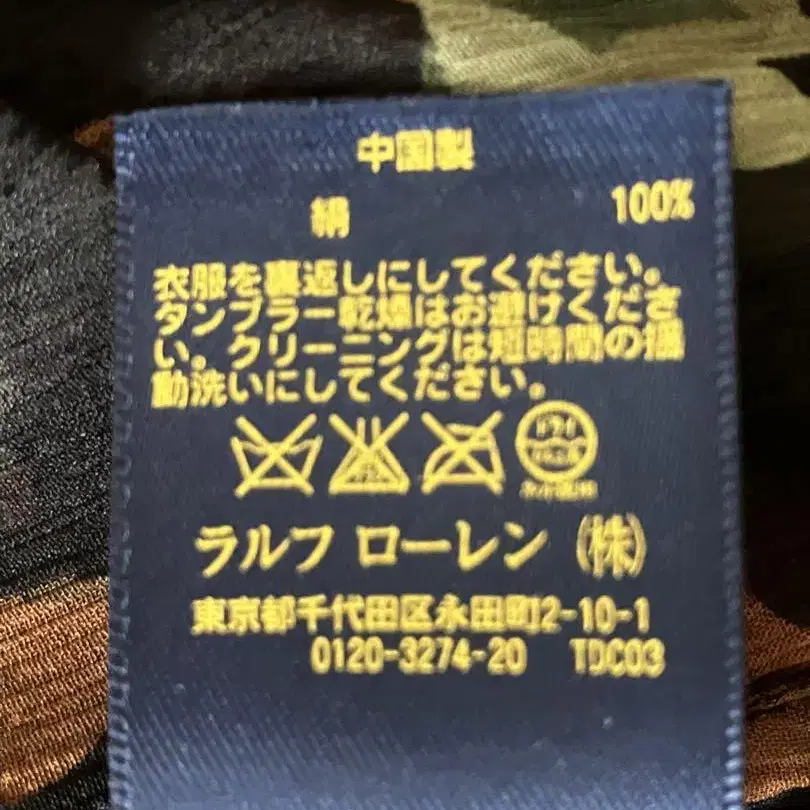 中国製
絹 100%
衣服を裏返しにしてください。
タンブラー乾燥はお避けくださ
い。クリーニングは短時間の撹
動洗いにしてください。
ドライ
ラルフ ローレン (株)
東京都千代田区永田町2-10-1
0120-3274-20 TDC03